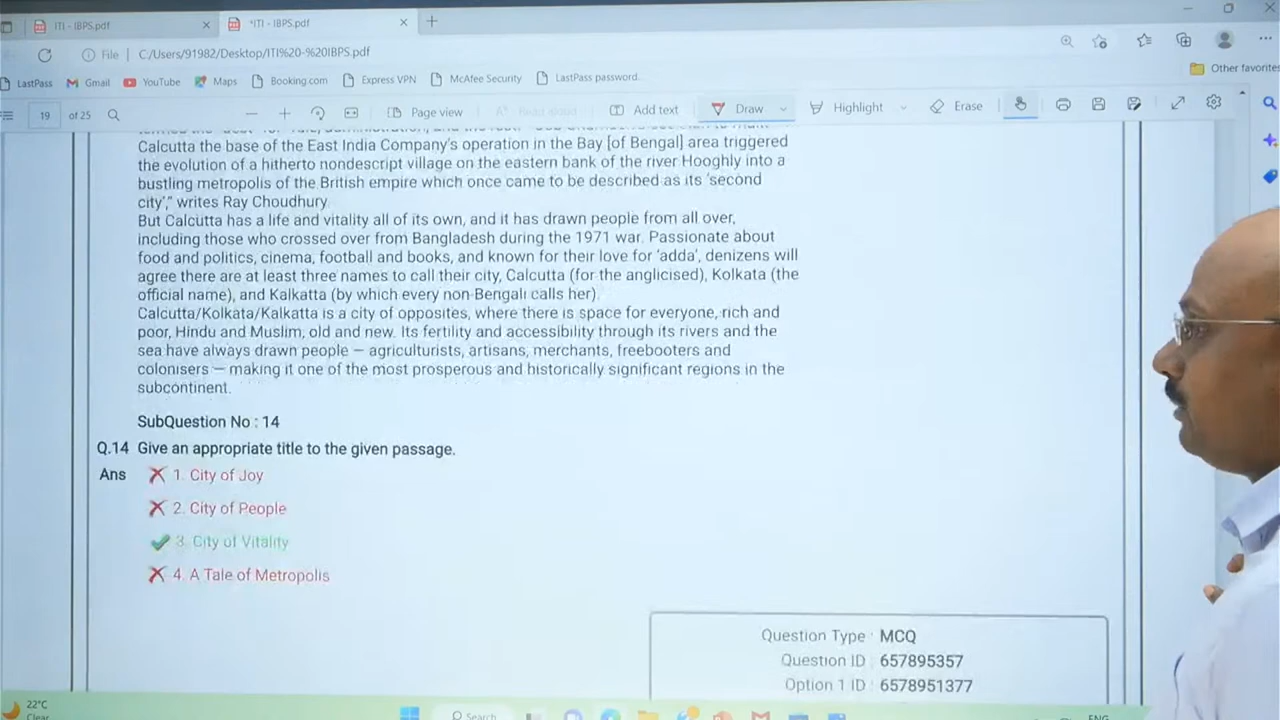 ITI - IBPS.pdf
*ITI - IBPS.pdf
File C:/Users/91982/Desktop/ITI%20-%20IBPS.pdf
LastPass Gmail YouTube Maps Booking.com Express VPN McAfee Security LastPass password...
Other favorites
19 of 25 Page view Read aloud Add text Draw Highlight Erase
Calcutta the base of the East India Company's operation in the Bay [of Bengal] area triggered
the evolution of a hitherto nondescript village on the eastern bank of the river Hooghly into a
bustling metropolis of the British empire which once came to be described as its 'second
city'," writes Ray Choudhury
But Calcutta has a life and vitality all of its own, and it has drawn people from all over,
including those who crossed over from Bangladesh during the 1971 war. Passionate about
food and politics, cinema, football and books, and known for their love for 'adda', denizens will
agree there are at least three names to call their city, Calcutta (for the anglicised), Kolkata (the
official name), and Kalkatta (by which every non-Bengali calls her)
Calcutta/Kolkata/Kalkatta is a city of opposites, where there is space for everyone, rich and
poor, Hindu and Muslim, old and new. Its fertility and accessibility through its rivers and the
sea have always drawn people — agriculturists, artisans, merchants, freebooters and
colonisers — making it one of the most prosperous and historically significant regions in the
subcontinent.
SubQuestion No : 14
Q.14 Give an appropriate title to the given passage.
Ans 1. City of Joy
2. City of People
3. City of Vitality
4. A Tale of Metropolis
Question Type : MCQ
Question ID : 657895357
Option 1 ID : 6578951377
22°C
Clear
Search
ENG